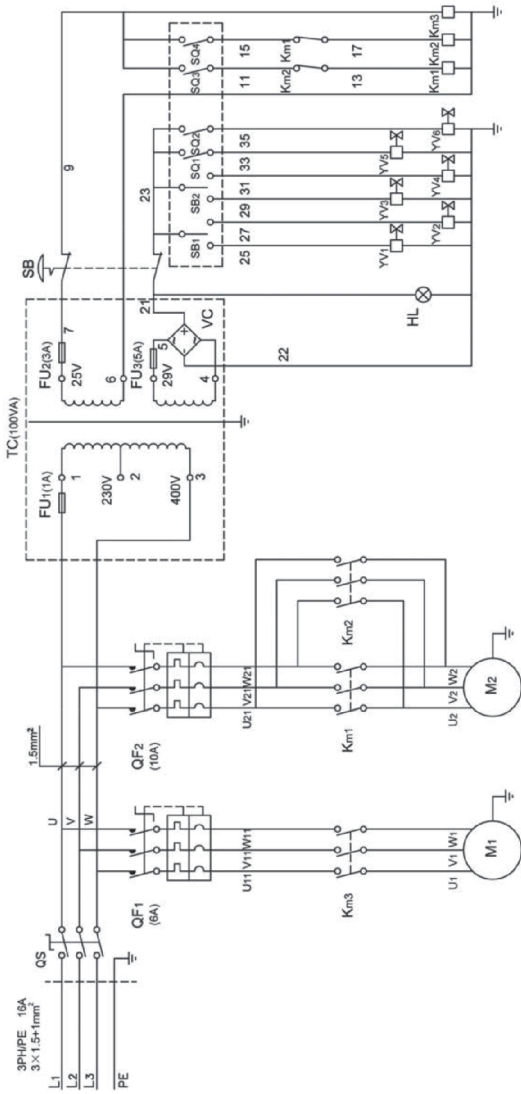 3PH/PE 16A
3×1.5+1mm²
L1
L2
L3
PE
QS
U
V
W
1.5mm²
QF1
(6A)
U11 V11 W11
Km3
U1 V1 W1
M1
QF2
(10A)
U21 V21 W21
Km1
Km2
U2 V2 W2
M2
TC(100VA)
FU1(1A)
1
230V
2
400V
3
FU2(3A)
7
25V
6
FU3(5A)
5
29V
4
VC
SB
21
22
HL
9
23
SB1
SB2
SQ1
SQ2
SQ3
SQ4
25
27
29
31
33
35
11
15
Km2
Km1
13
17
YV1
YV2
YV3
YV4
YV5
YV6
Km1
Km2
Km3